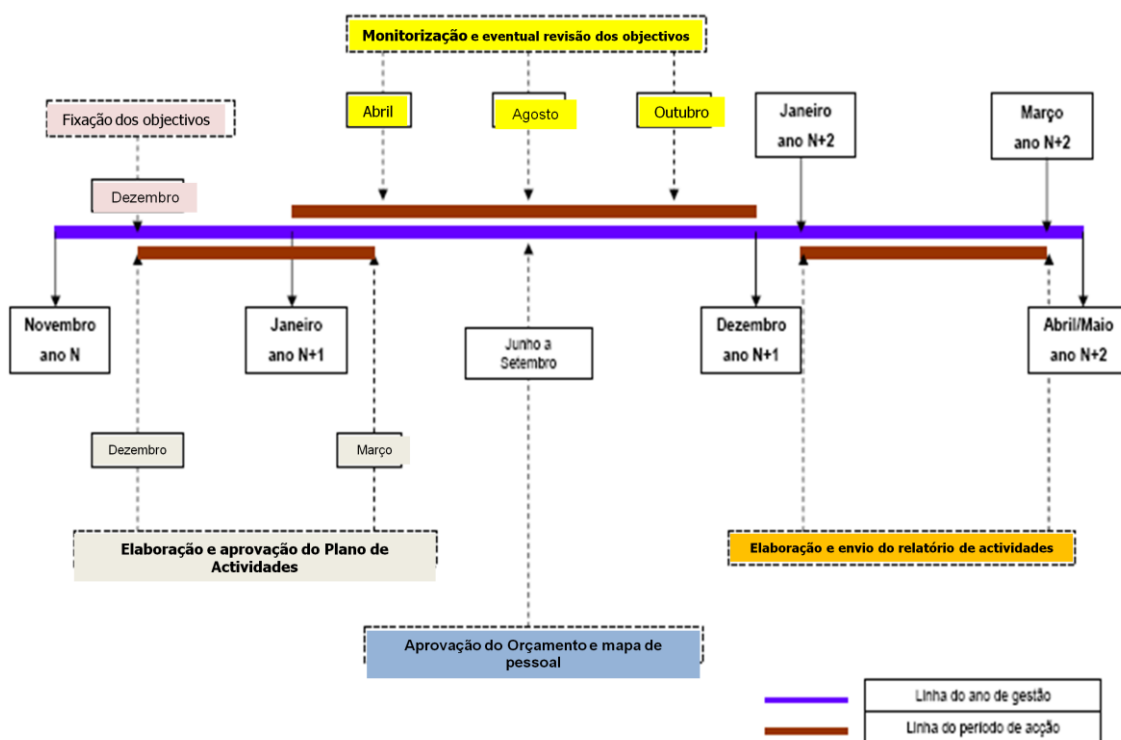 Monitorização e eventual revisão dos objectivos
Abril
Agosto
Outubro
Janeiro
ano N+2
Março
ano N+2
Fixação dos objectivos
Dezembro
Novembro
ano N
Janeiro
ano N+1
Junho a
Setembro
Dezembro
ano N+1
Abril/Maio
ano N+2
Dezembro
Março
Elaboração e aprovação do Plano de
Actividades
Elaboração e envio do relatório de actividades
Aprovação do Orçamento e mapa de
pessoal
Linha do ano de gestão
Linha do período de acção